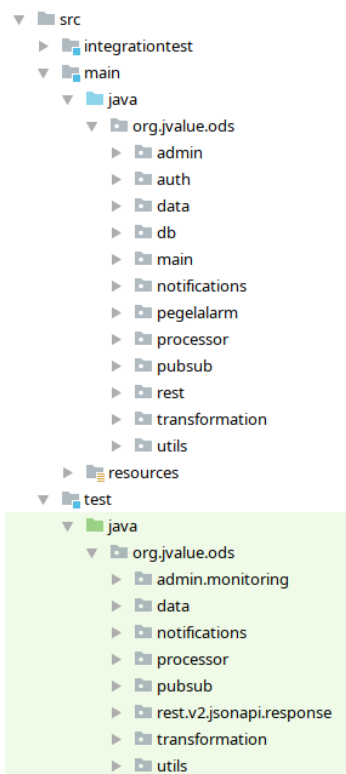 src
integrationtest
main
java
org.jvalue.ods
admin
auth
data
db
main
notifications
pegelalarm
processor
pubsub
rest
transformation
utils
resources
test
java
org.jvalue.ods
admin.monitoring
data
notifications
processor
pubsub
rest.v2.jsonapi.response
transformation
utils